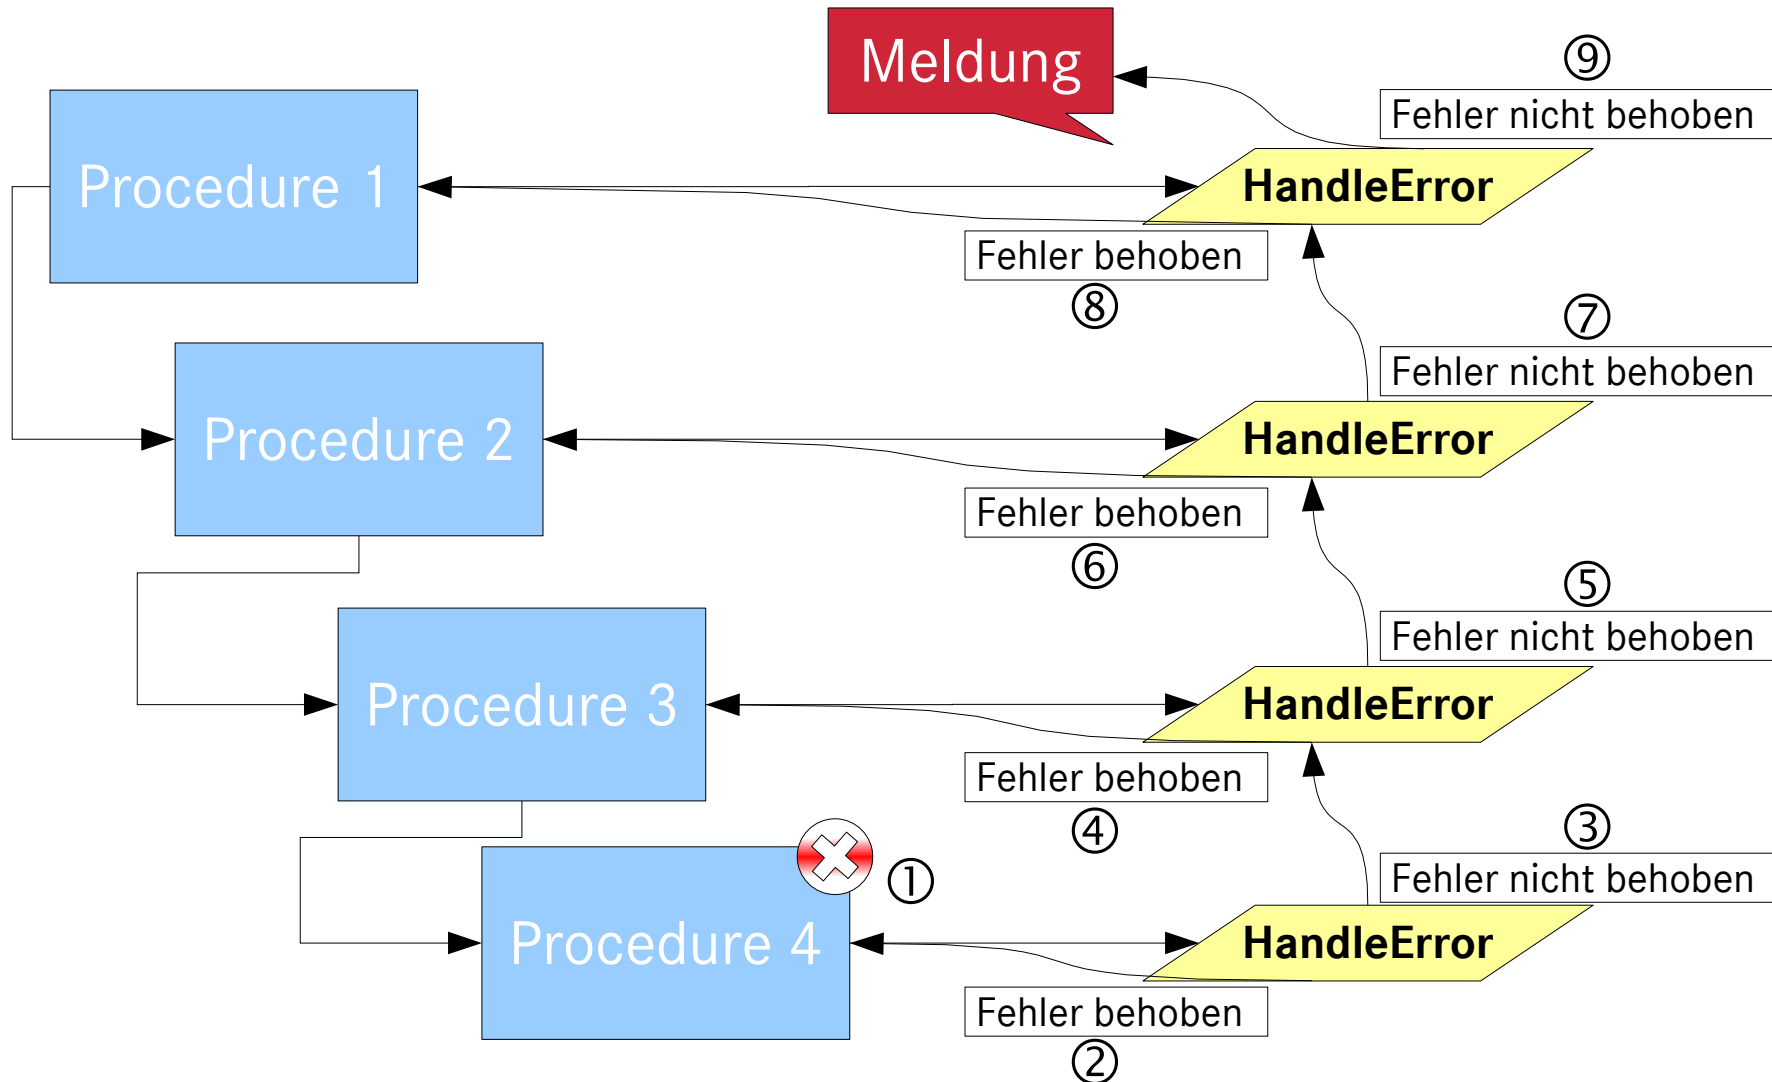 Meldung
⑨
Fehler nicht behoben
Procedure 1
HandleError
Fehler behoben
⑧
⑦
Fehler nicht behoben
Procedure 2
HandleError
Fehler behoben
⑥
⑤
Fehler nicht behoben
Procedure 3
HandleError
Fehler behoben
④
③
Fehler nicht behoben
①
Procedure 4
HandleError
Fehler behoben
②